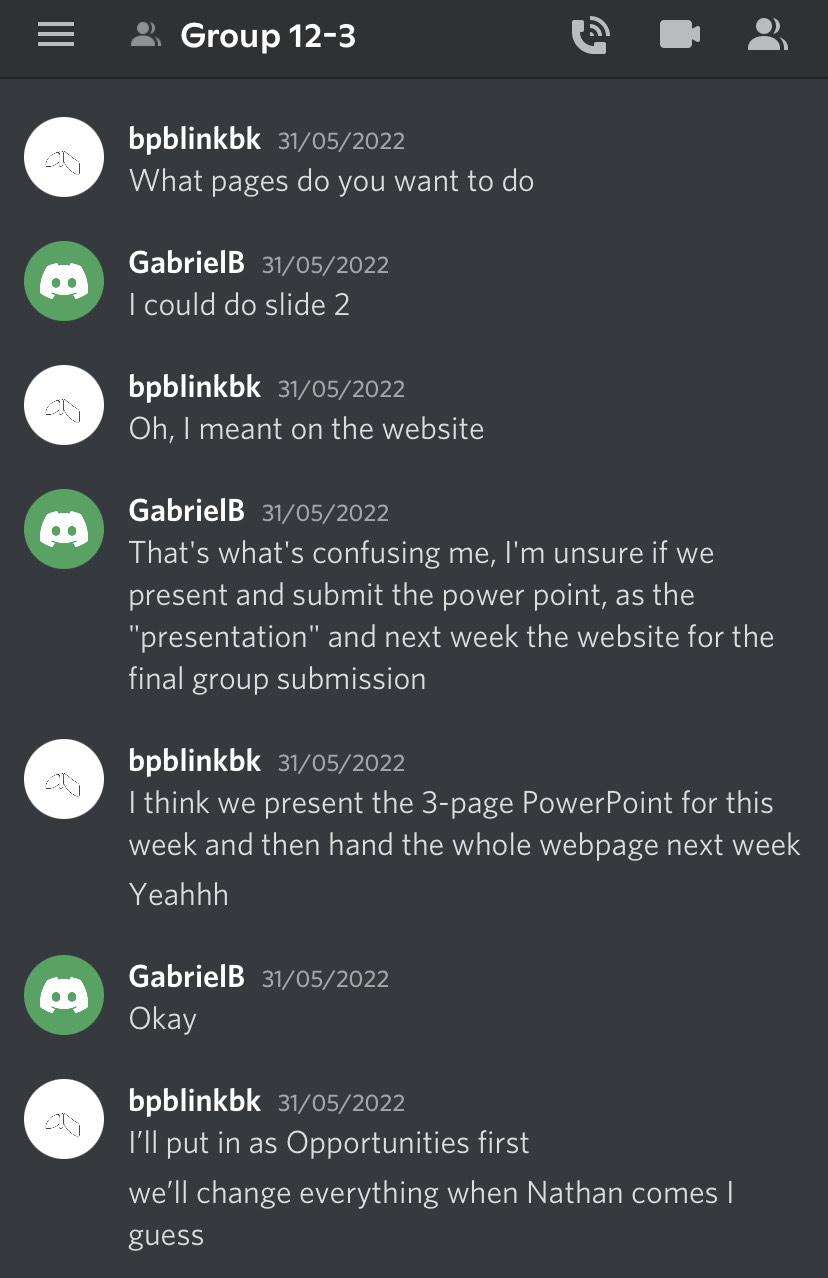 Group 12-3
bpblinkbk 31/05/2022
What pages do you want to do
GabrielB 31/05/2022
I could do slide 2
bpblinkbk 31/05/2022
Oh, I meant on the website
GabrielB 31/05/2022
That's what's confusing me, I'm unsure if we
present and submit the power point, as the
"presentation" and next week the website for the
final group submission
bpblinkbk 31/05/2022
I think we present the 3-page PowerPoint for this
week and then hand the whole webpage next week
Yeahhh
GabrielB 31/05/2022
Okay
bpblinkbk 31/05/2022
I’ll put in as Opportunities first
we’ll change everything when Nathan comes I
guess